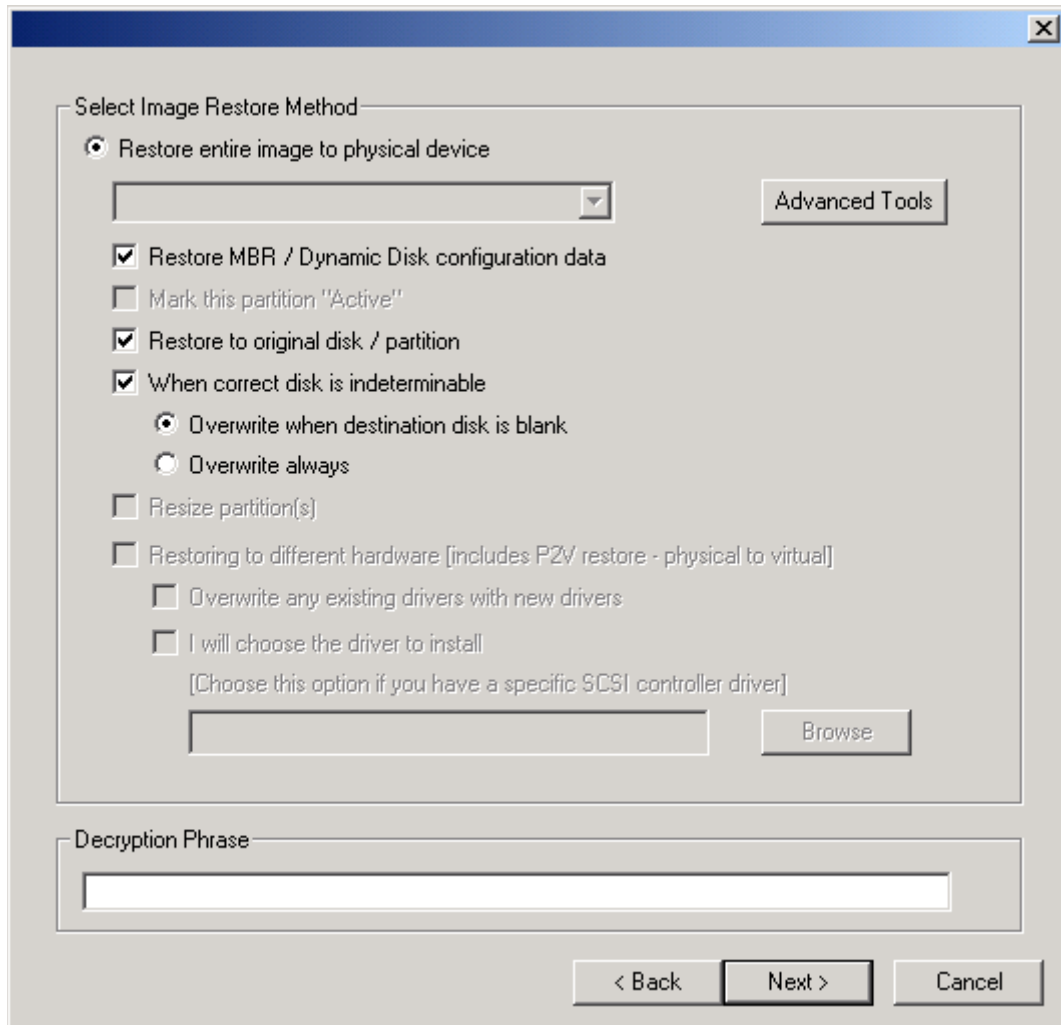 Select Image Restore Method
Restore entire image to physical device
Advanced Tools
Restore MBR / Dynamic Disk configuration data
Mark this partition "Active"
Restore to original disk / partition
When correct disk is indeterminable
Overwrite when destination disk is blank
Overwrite always
Resize partition(s)
Restoring to different hardware [includes P2V restore - physical to virtual]
Overwrite any existing drivers with new drivers
I will choose the driver to install
[Choose this option if you have a specific SCSI controller driver]
Browse
Decryption Phrase
< Back Next > Cancel